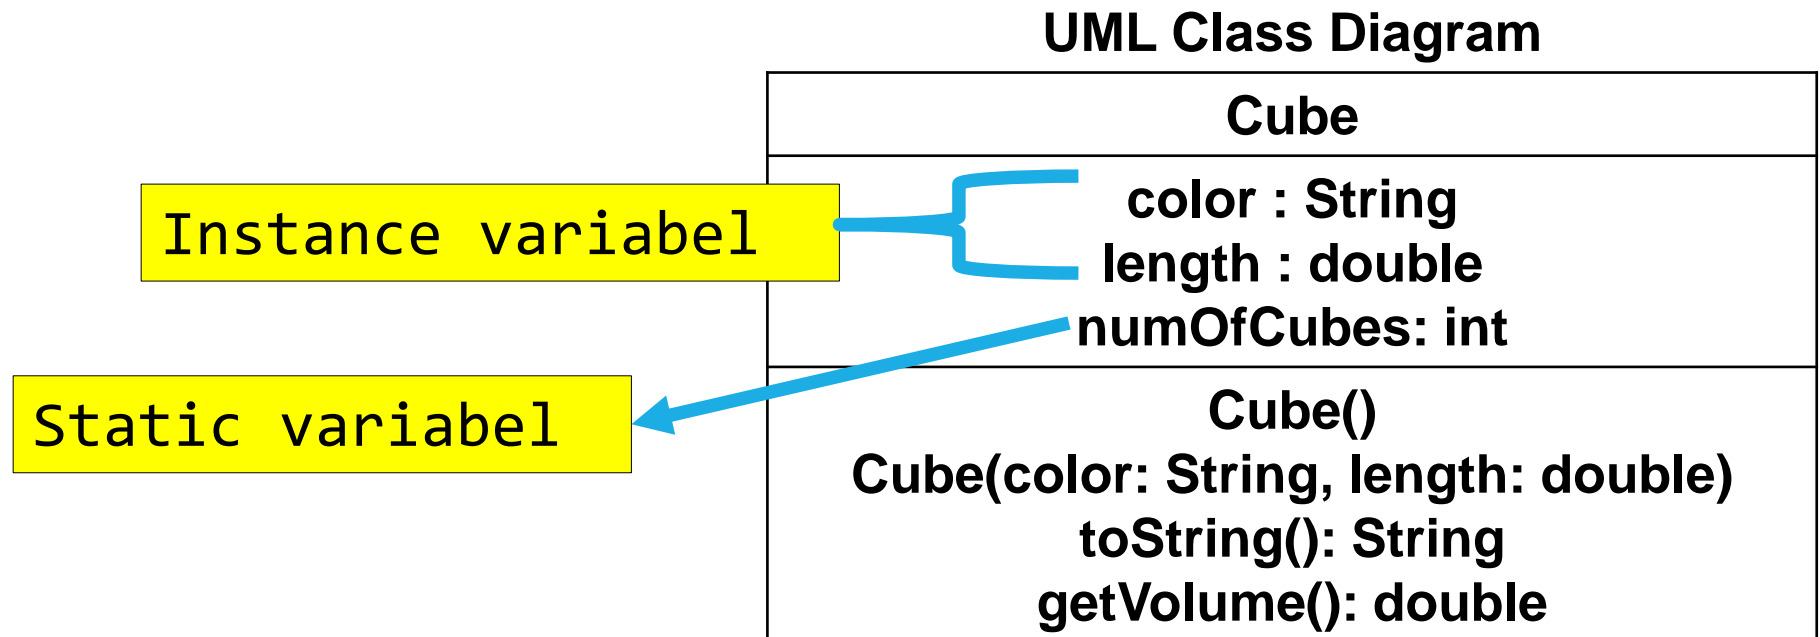 UML Class Diagram
Cube
Instance variabel
color : String
length : double
numOfCubes: int
Static variabel
Cube()
Cube(color: String, length: double)
toString(): String
getVolume(): double